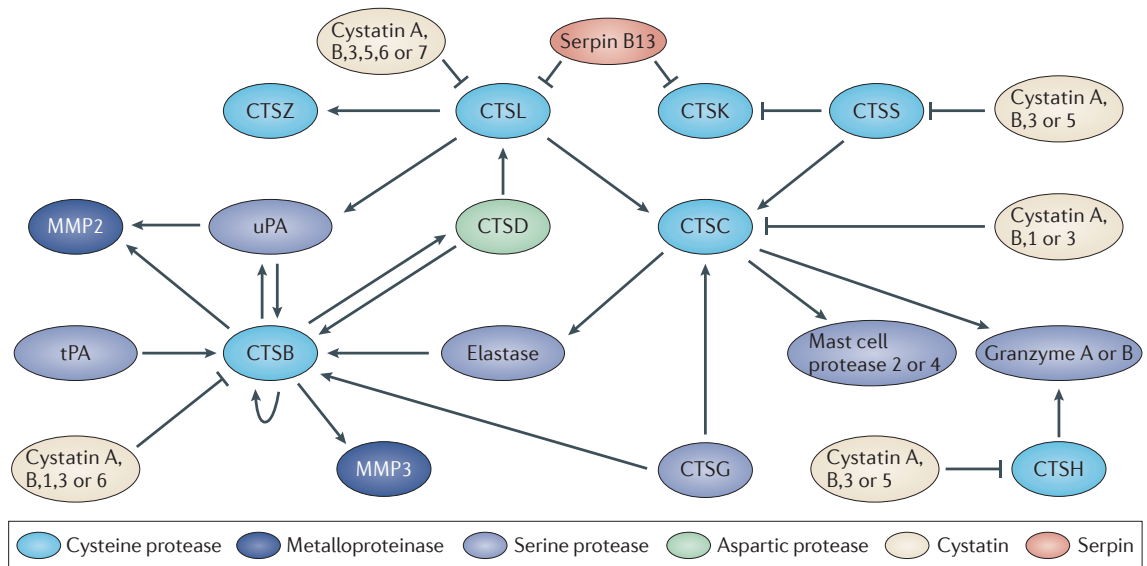 Cystatin A,
B,3,5,6 or 7
Serpin B13
CTSZ
CTSL
CTSK
CTSS
Cystatin A,
B,3 or 5
MMP2
uPA
CTSD
CTSC
Cystatin A,
B,1 or 3
tPA
CTSB
Elastase
Mast cell
protease 2 or 4
Granzyme A or B
Cystatin A,
B,1,3 or 6
MMP3
CTSG
Cystatin A,
B,3 or 5
CTSH
Cysteine protease
Metalloproteinase
Serine protease
Aspartic protease
Cystatin
Serpin